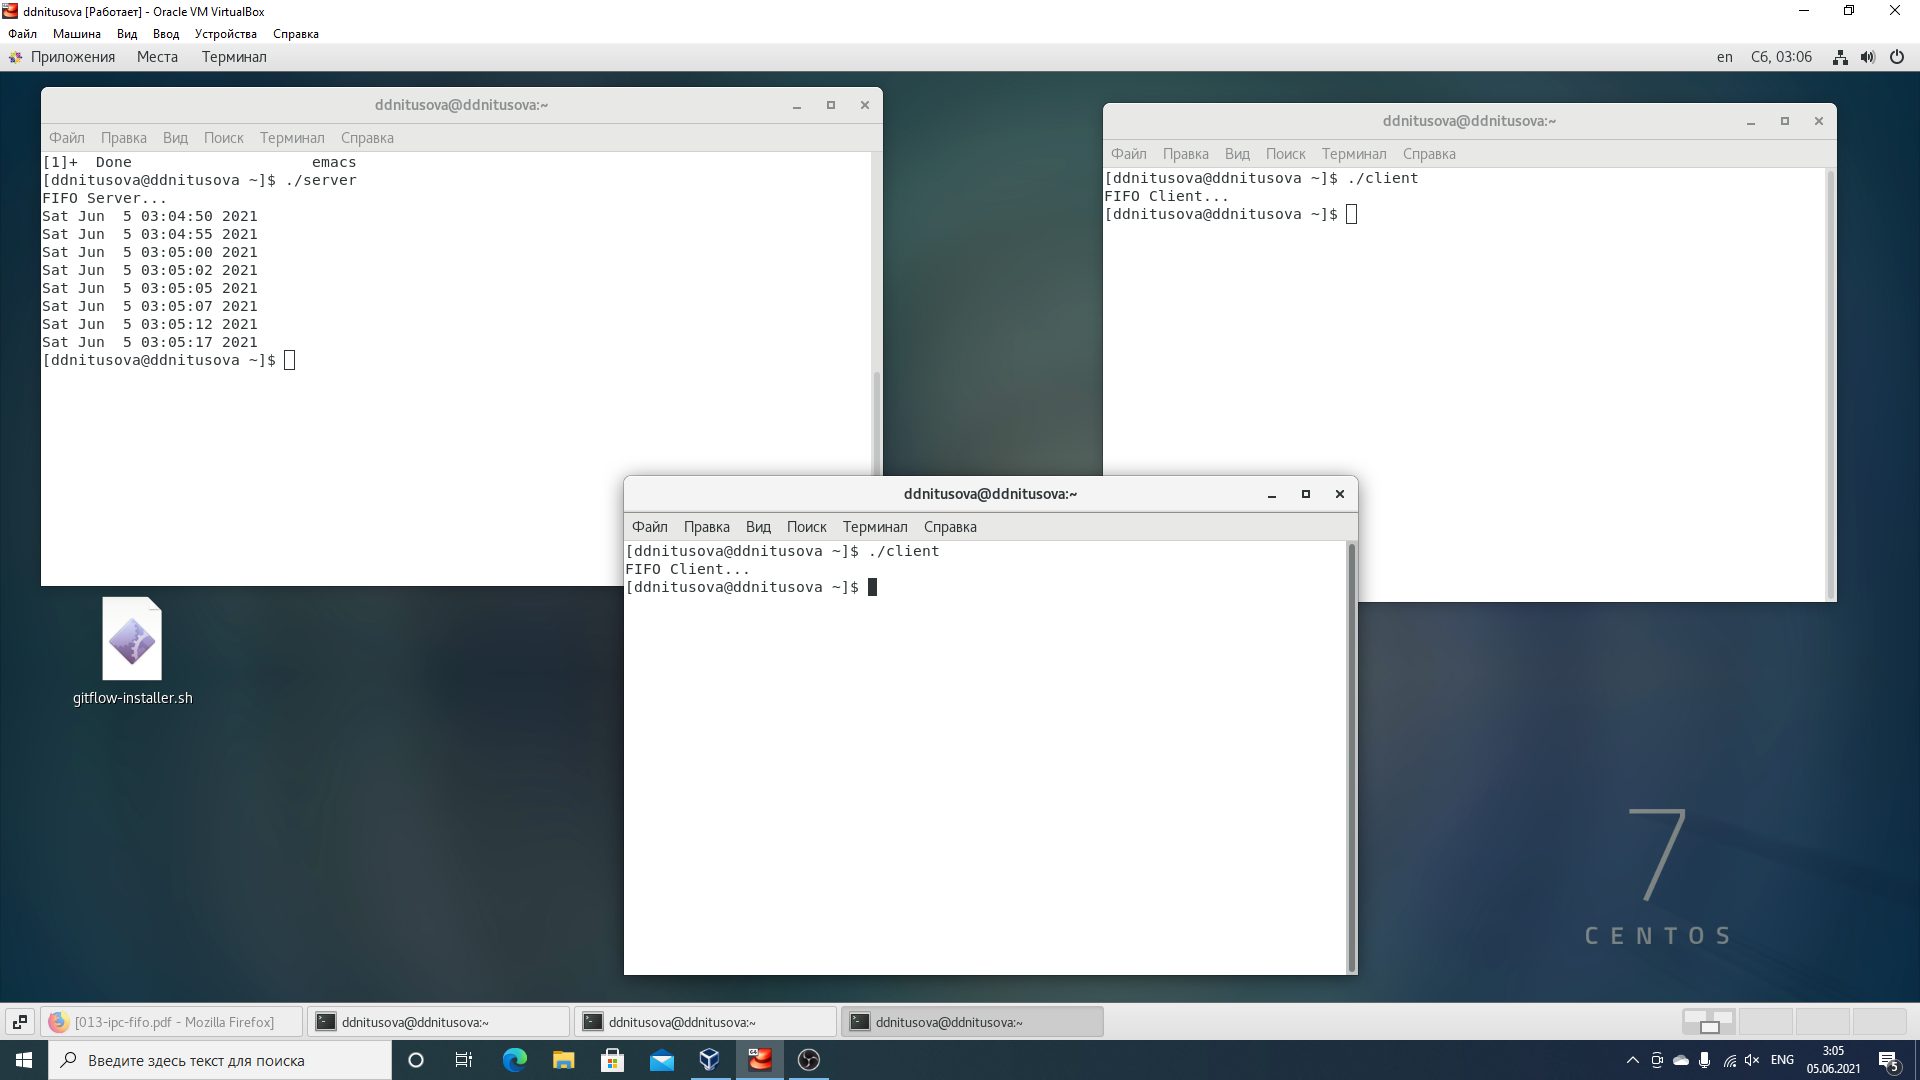 ddnitusova [Работает] - Oracle VM VirtualBox
Файл Машина Вид Ввод Устройства Справка
Приложения Места Терминал en Сб, 03:06
ddnitusova@ddnitusova:~
Файл Правка Вид Поиск Терминал Справка
[1]+  Done                    emacs
[ddnitusova@ddnitusova ~]$ ./server
FIFO Server...
Sat Jun  5 03:04:50 2021
Sat Jun  5 03:04:55 2021
Sat Jun  5 03:05:00 2021
Sat Jun  5 03:05:02 2021
Sat Jun  5 03:05:05 2021
Sat Jun  5 03:05:07 2021
Sat Jun  5 03:05:12 2021
Sat Jun  5 03:05:17 2021
[ddnitusova@ddnitusova ~]$
ddnitusova@ddnitusova:~
Файл Правка Вид Поиск Терминал Справка
[ddnitusova@ddnitusova ~]$ ./client
FIFO Client...
[ddnitusova@ddnitusova ~]$
ddnitusova@ddnitusova:~
Файл Правка Вид Поиск Терминал Справка
[ddnitusova@ddnitusova ~]$ ./client
FIFO Client...
[ddnitusova@ddnitusova ~]$
gitflow-installer.sh
7
CENTOS
[013-ipc-fifo.pdf - Mozilla Firefox] ddnitusova@ddnitusova:~ ddnitusova@ddnitusova:~ ddnitusova@ddnitusova:~
Введите здесь текст для поиска
64
ENG
3:05
05.06.2021
5